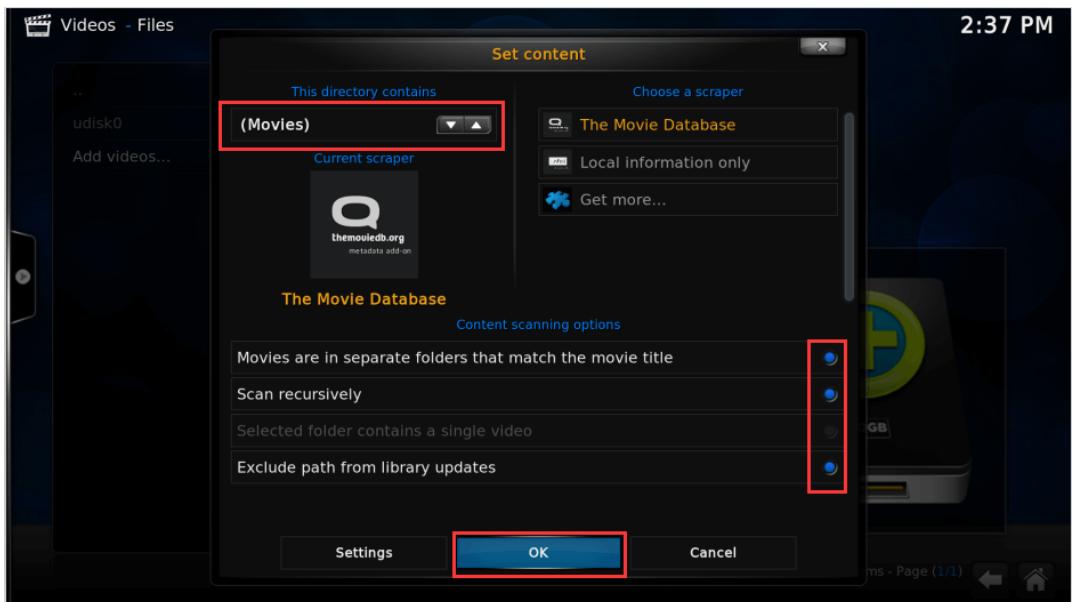 Videos - Files
2:37 PM
Set content
This directory contains
Choose a scraper
..
udisk0
Add videos...
(Movies)
The Movie Database
Current scraper
Local information only
Get more...
themoviedb.org
metadata add-on
The Movie Database
Content scanning options
Movies are in separate folders that match the movie title
Scan recursively
Selected folder contains a single video
GB
Exclude path from library updates
Settings
OK
Cancel
ms - Page (1/1)